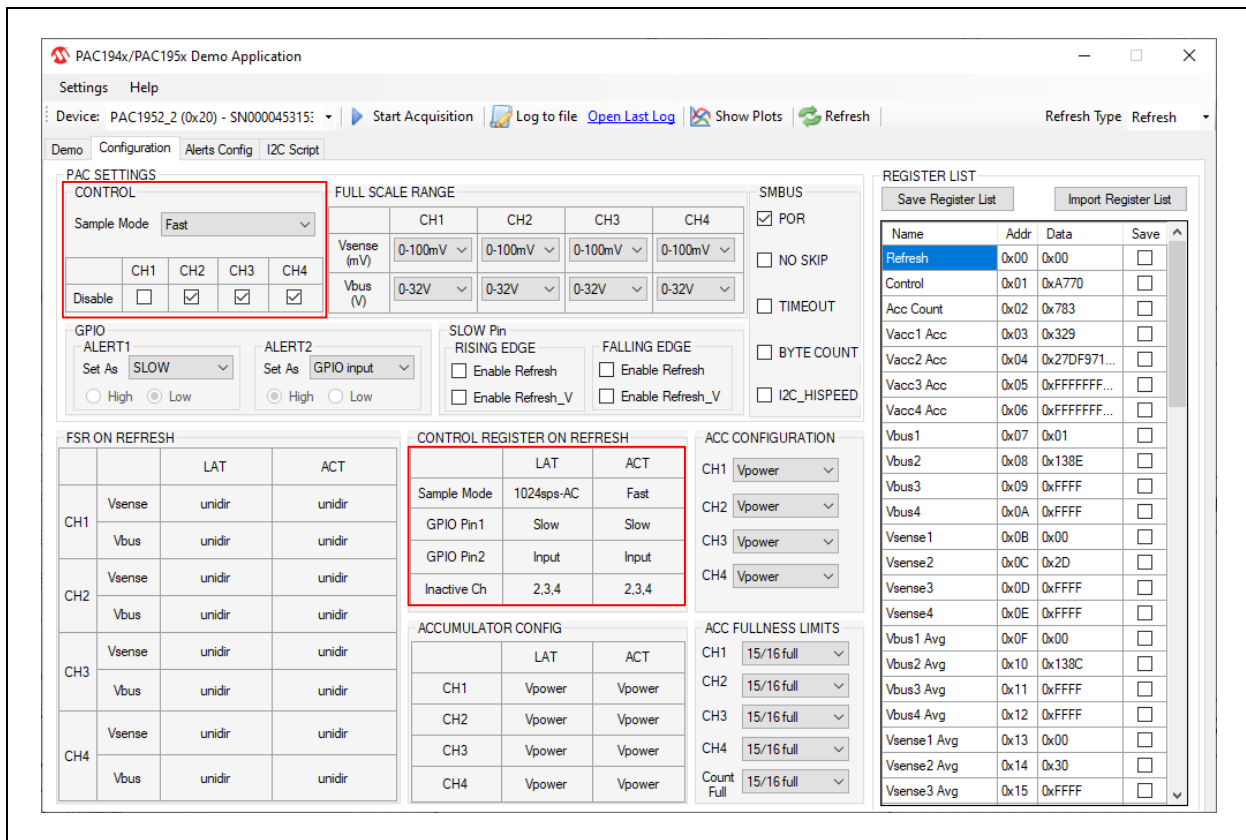 PAC194x/PAC195x Demo Application
Settings Help
Device: PAC1952_2 (0x20) - SN000045315 Start Acquisition Log to file Open Last Log Show Plots Refresh Refresh Type Refresh
Demo Configuration Alerts Config I2C Script
PAC SETTINGS
CONTROL
Sample Mode Fast
CH1 CH2 CH3 CH4
Disable
FULL SCALE RANGE
CH1 CH2 CH3 CH4
Vsense (mV) 0-100mV 0-100mV 0-100mV 0-100mV
Vbus (V) 0-32V 0-32V 0-32V 0-32V
SMBUS
POR
NO SKIP
TIMEOUT
BYTE COUNT
I2C_HISPEED
GPIO
ALERT1
Set As SLOW
High Low
ALERT2
Set As GPIO input
High Low
SLOW Pin
RISING EDGE
Enable Refresh
Enable Refresh_V
FALLING EDGE
Enable Refresh
Enable Refresh_V
FSR ON REFRESH
LAT ACT
CH1 Vsense unidir unidir
Vbus unidir unidir
CH2 Vsense unidir unidir
Vbus unidir unidir
CH3 Vsense unidir unidir
Vbus unidir unidir
CH4 Vsense unidir unidir
Vbus unidir unidir
CONTROL REGISTER ON REFRESH
LAT ACT
Sample Mode 1024sps-AC Fast
GPIO Pin1 Slow Slow
GPIO Pin2 Input Input
Inactive Ch 2,3,4 2,3,4
ACC CONFIGURATION
CH1 Vpower
CH2 Vpower
CH3 Vpower
CH4 Vpower
ACCUMULATOR CONFIG
LAT ACT
CH1 Vpower Vpower
CH2 Vpower Vpower
CH3 Vpower Vpower
CH4 Vpower Vpower
ACC FULLNESS LIMITS
CH1 15/16 full
CH2 15/16 full
CH3 15/16 full
CH4 15/16 full
Count Full 15/16 full
REGISTER LIST
Save Register List Import Register List
Name Addr Data Save
Refresh 0x00 0x00
Control 0x01 0xA770
Acc Count 0x02 0x783
Vacc1 Acc 0x03 0x329
Vacc2 Acc 0x04 0x27DF971...
Vacc3 Acc 0x05 0xFFFFFFF...
Vacc4 Acc 0x06 0xFFFFFFF...
Vbus1 0x07 0x01
Vbus2 0x08 0x138E
Vbus3 0x09 0xFFFF
Vbus4 0x0A 0xFFFF
Vsense1 0x0B 0x00
Vsense2 0x0C 0x2D
Vsense3 0x0D 0xFFFF
Vsense4 0x0E 0xFFFF
Vbus1 Avg 0x0F 0x00
Vbus2 Avg 0x10 0x138C
Vbus3 Avg 0x11 0xFFFF
Vbus4 Avg 0x12 0xFFFF
Vsense1 Avg 0x13 0x00
Vsense2 Avg 0x14 0x30
Vsense3 Avg 0x15 0xFFFF